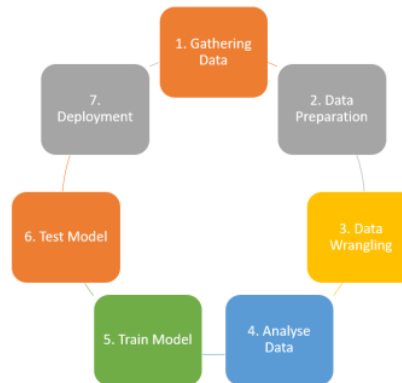 1. Gathering
Data
2. Data
Preparation
3. Data
Wrangling
4. Analyse
Data
5. Train Model
6. Test Model
7.
Deployment